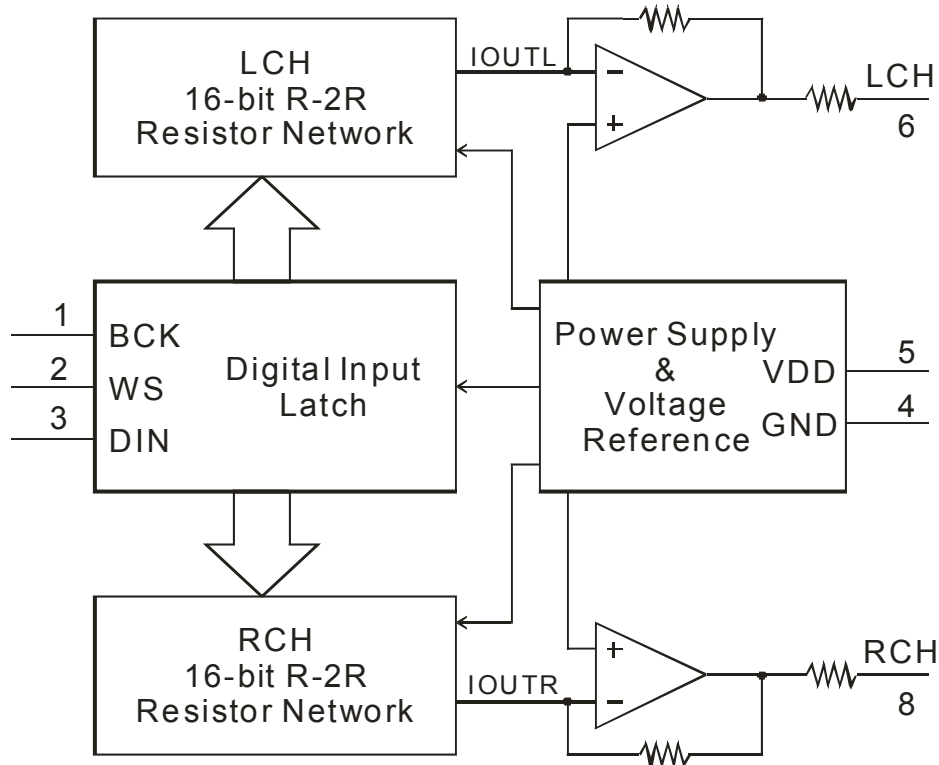 LCH
16-bit R-2R
Resistor Network
IOUTL
−
+
LCH
6
1
BCK
2
WS
3
DIN
Digital Input
Latch
Power Supply
&
Voltage
Reference
VDD
GND
5
4
RCH
16-bit R-2R
Resistor Network
IOUTR
+
−
RCH
8